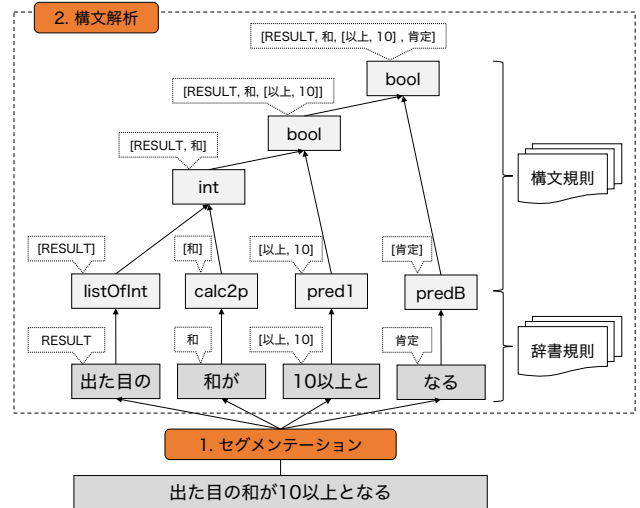 2. 構文解析
[RESULT, 和, [以上, 10] , 肯定]
bool
[RESULT, 和, [以上, 10]]
bool
[RESULT, 和]
int
構文規則
[RESULT]
[和]
[以上, 10]
[肯定]
listOfInt
calc2p
pred1
predB
RESULT
和
[以上, 10]
肯定
辞書規則
出た目の
和が
10以上と
なる
1. セグメンテーション
出た目の和が10以上となる